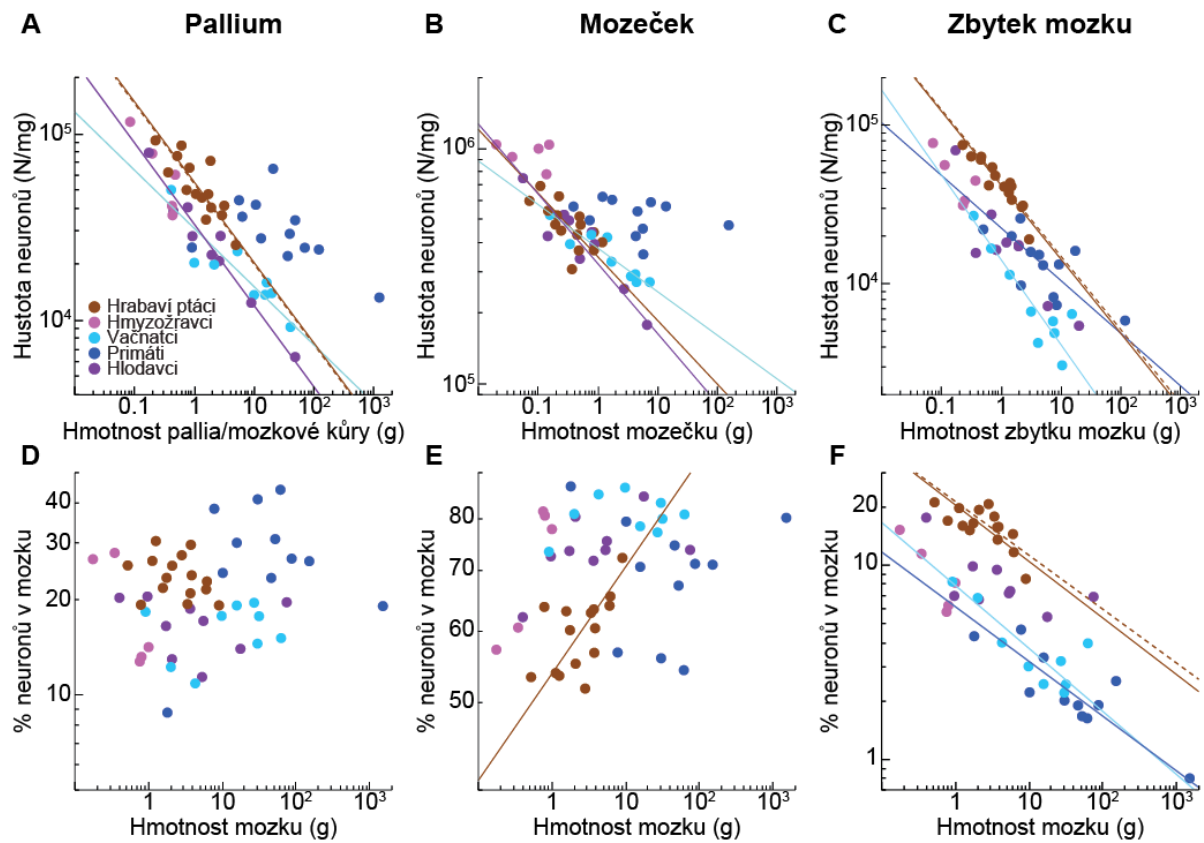 A Pallium
B Mozeček
C Zbytek mozku
Hustota neuronů (N/mg)
10⁵
10⁴
Hrabaví ptáci
Hmyzožravci
Vačnatci
Primáti
Hlodavci
0.1 1 10 10² 10³
Hmotnost pallia/mozkové kůry (g)
Hustota neuronů (N/mg)
10⁶
10⁵
0.1 1 10 10² 10³
Hmotnost mozečku (g)
Hustota neuronů (N/mg)
10⁵
10⁴
0.1 1 10 10² 10³
Hmotnost zbytku mozku (g)
D
% neuronů v mozku
40
30
20
10
1 10 10² 10³
Hmotnost mozku (g)
E
% neuronů v mozku
80
70
60
50
1 10 10² 10³
Hmotnost mozku (g)
F
% neuronů v mozku
30
20
10
1
1 10 10² 10³
Hmotnost mozku (g)